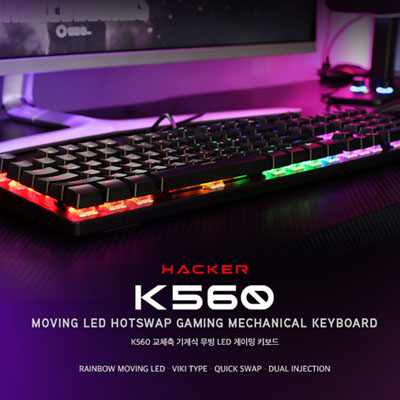 HACKER
K560
MOVING LED HOTSWAP GAMING MECHANICAL KEYBOARD
K560 교체축 기계식 무빙 LED 게이밍 키보드
RAINBOW MOVING LED · VIKI TYPE · QUICK SWAP · DUAL INJECTION